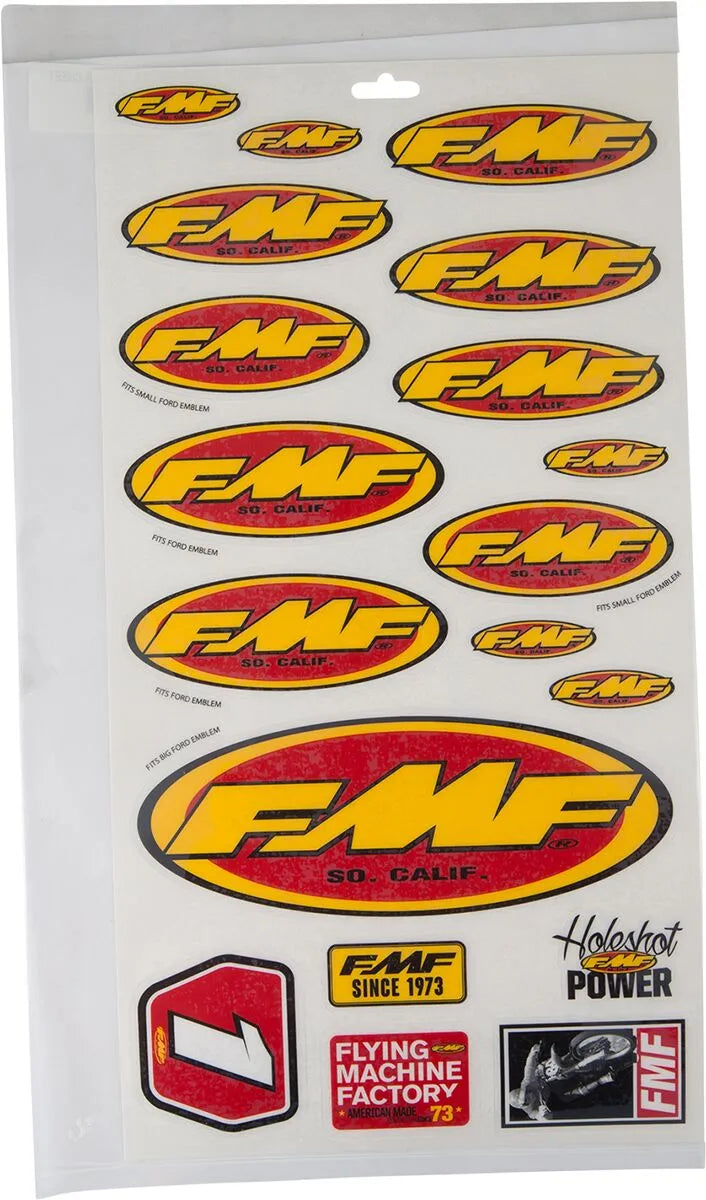 FMF
SO. CALIF.
FMF
SO. CALIF.
FMF
SO. CALIF. ®
FMF
SO. CALIF. ®
FMF
SO. CALIF. ®
FMF
SO. CALIF. ®
FITS SMALL FORD EMBLEM
FMF
SO. CALIF. ®
FMF
FMF
SO. CALIF. ®
FITS FORD EMBLEM
FMF
SO. CALIF. ®
FITS SMALL FORD EMBLEM
FMF
SO. CALIF. ®
FITS FORD EMBLEM
FMF
FMF
FITS BIG FORD EMBLEM
FMF
SO. CALIF. ®
FMF
1
FMF
SINCE 1973
Holeshot
FMF
POWER
FLYING FMF
MACHINE
FACTORY
AMERICAN MADE 73
FMF